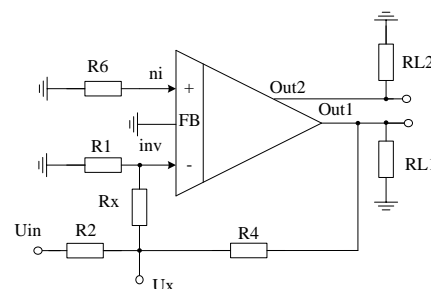 RL2
R6
ni
Out2
+
Out1
FB
R1
inv
-
RL1
Rx
Uin
R2
R4
Ux